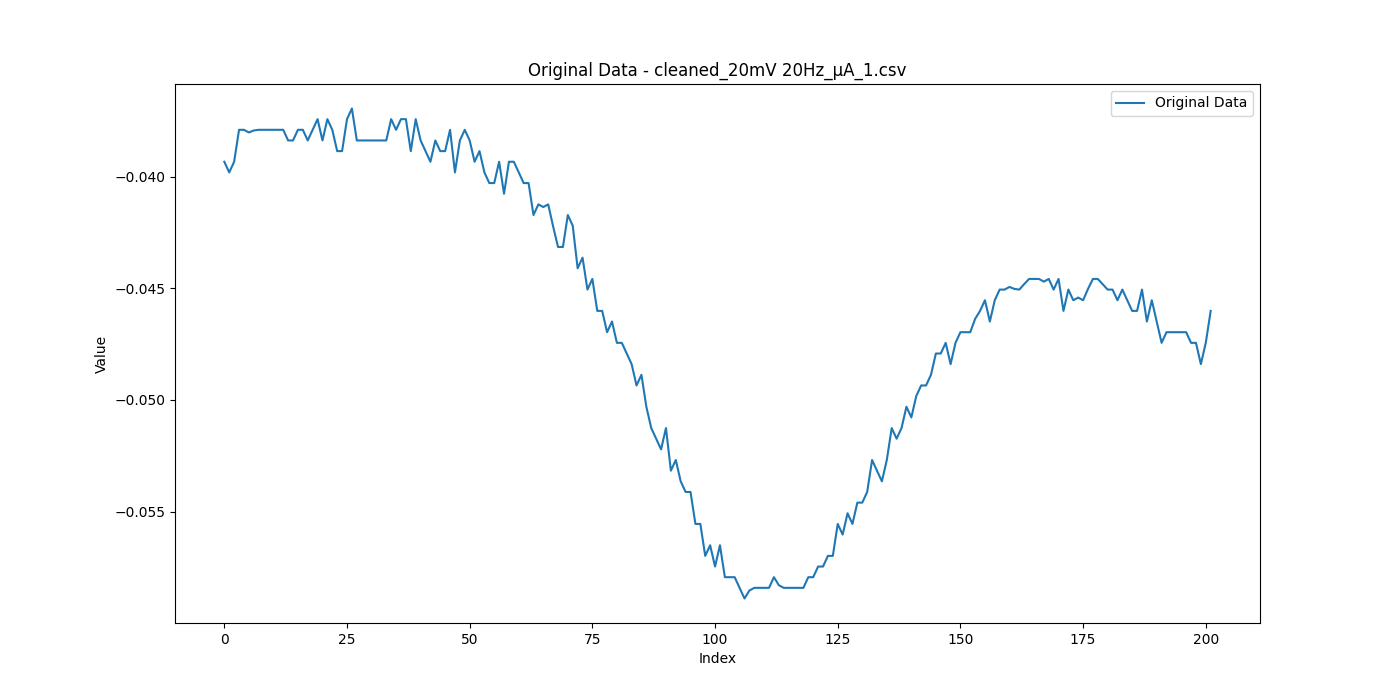 Original Data - cleaned_20mV 20Hz_µA_1.csv
Original Data
−0.040
−0.045
−0.050
−0.055
Value
0 25 50 75 100 125 150 175 200
Index